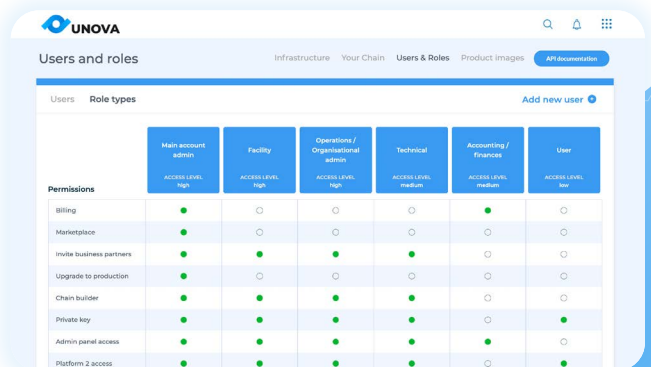 UNOVA
Users and roles
Infrastructure Your Chain Users & Roles Product images API documentation
Users Role types
Add new user
Main account admin
ACCESS LEVEL
high
Facility
ACCESS LEVEL
high
Operations / Organisational admin
ACCESS LEVEL
high
Technical
ACCESS LEVEL
medium
Accounting / finances
ACCESS LEVEL
medium
User
ACCESS LEVEL
low
Permissions
Billing
Marketplace
Invite business partners
Upgrade to production
Chain builder
Private key
Admin panel access
Platform 2 access